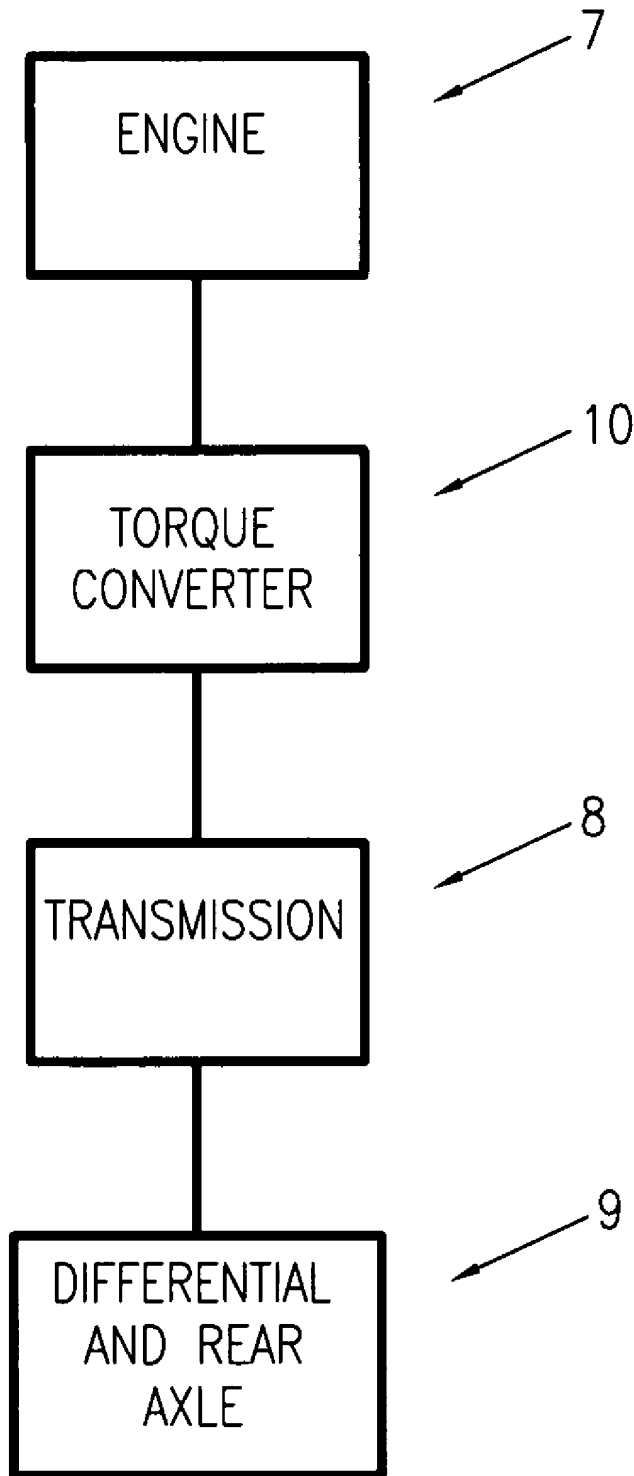 7
ENGINE
10
TORQUE
CONVERTER
8
TRANSMISSION
9
DIFFERENTIAL
AND REAR
AXLE